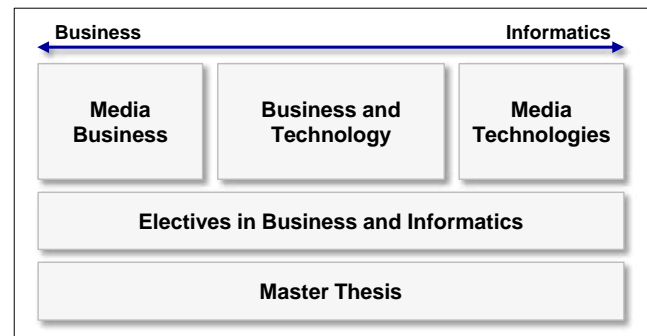 Business Informatics
Media
Business
Business and
Technology
Media
Technologies
Electives in Business and Informatics
Master Thesis